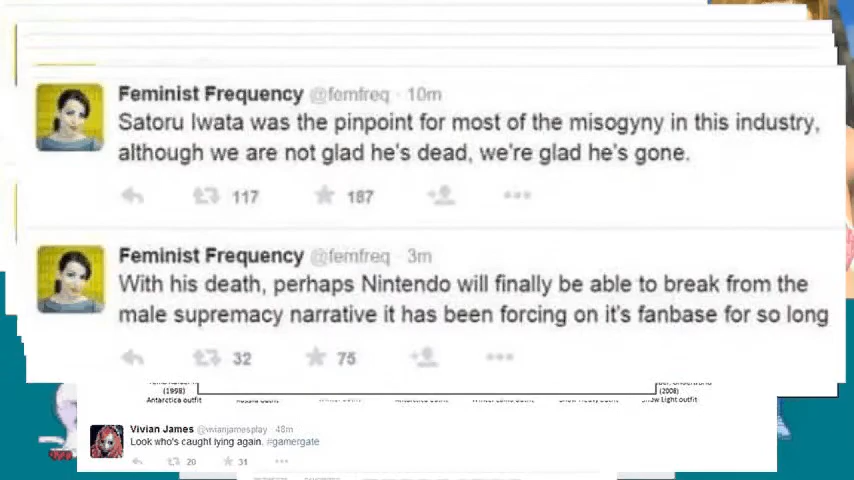 Feminist Frequency @femfreq · 10m
Satoru Iwata was the pinpoint for most of the misogyny in this industry,
although we are not glad he's dead, we're glad he's gone.
117 187
Feminist Frequency @femfreq · 3m
With his death, perhaps Nintendo will finally be able to break from the
male supremacy narrative it has been forcing on it's fanbase for so long
32 75
(1998) (2008)
Antarctica outfit
Vivian James @vivianjamesplay · 48m
Look who's caught lying again. #gamergate
20 31